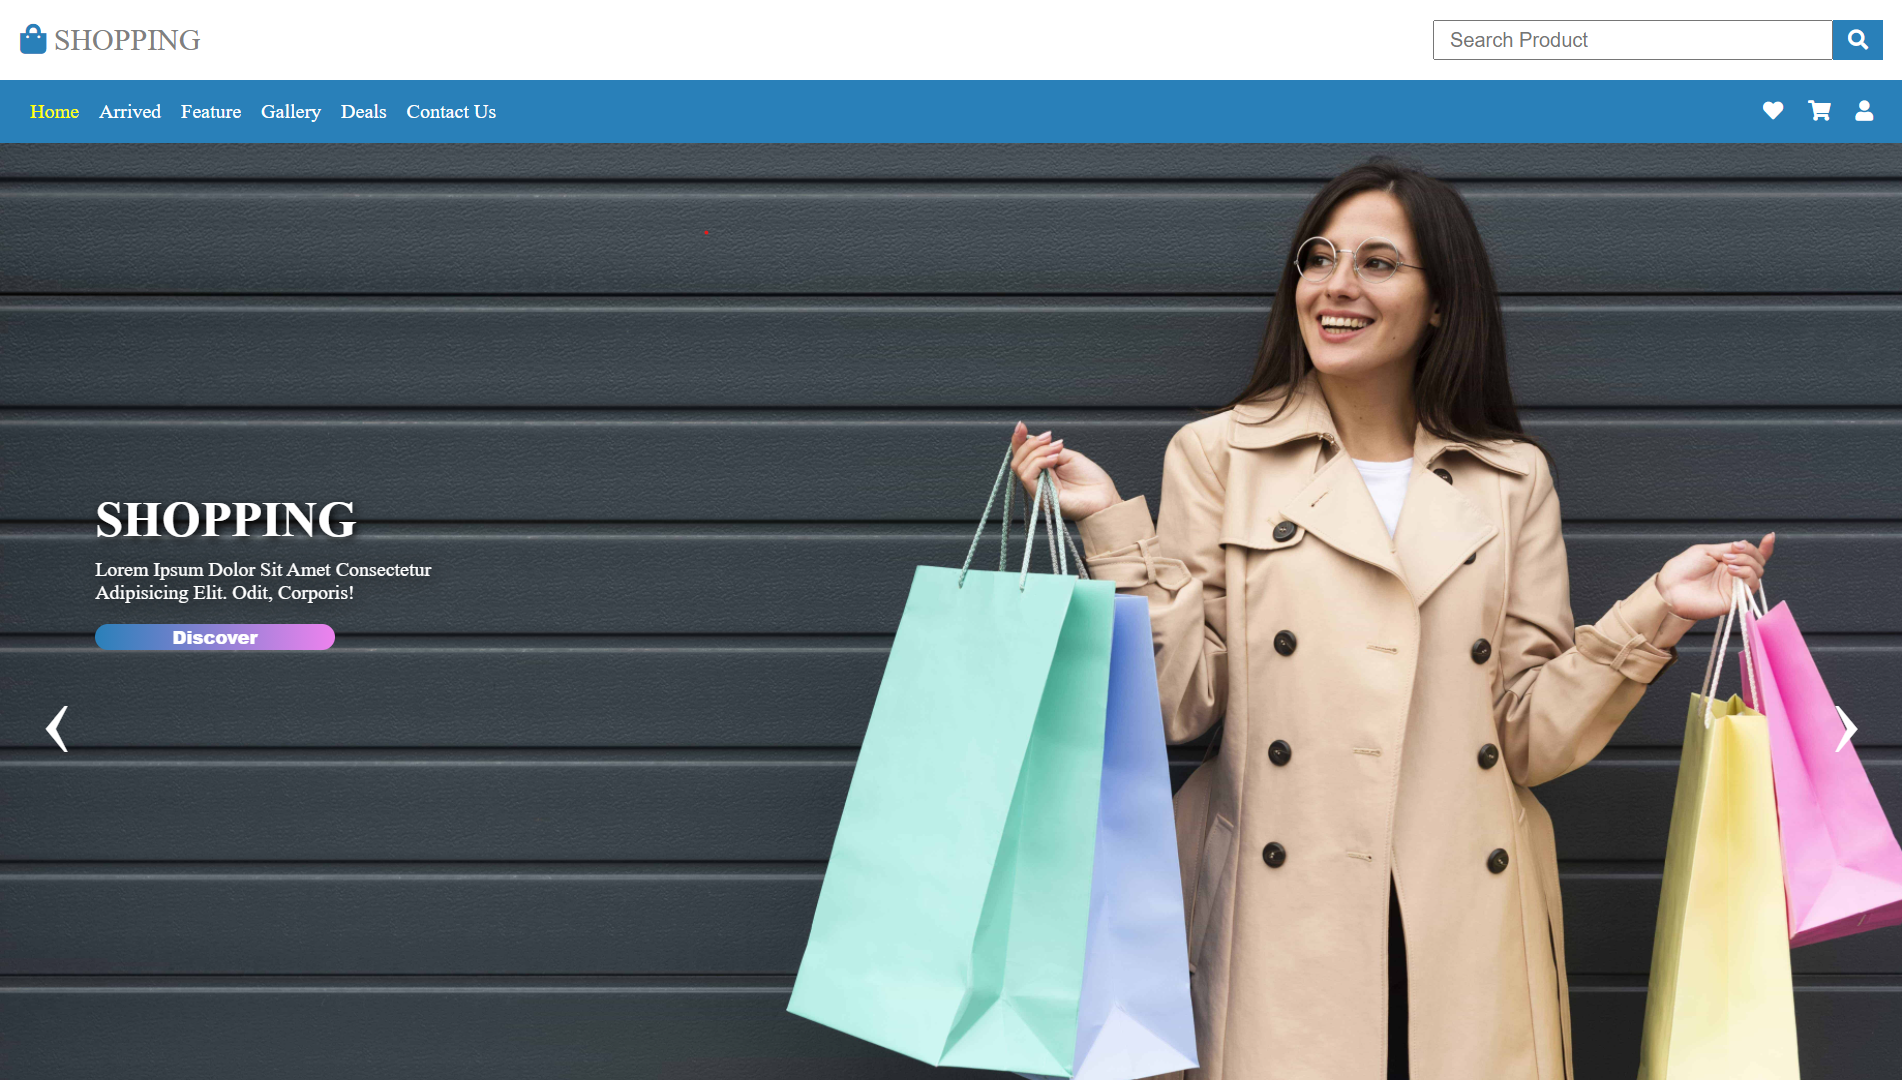 SHOPPING
Search Product
Home Arrived Feature Gallery Deals Contact Us
SHOPPING
Lorem Ipsum Dolor Sit Amet Consectetur
Adipisicing Elit. Odit, Corporis!
Discover